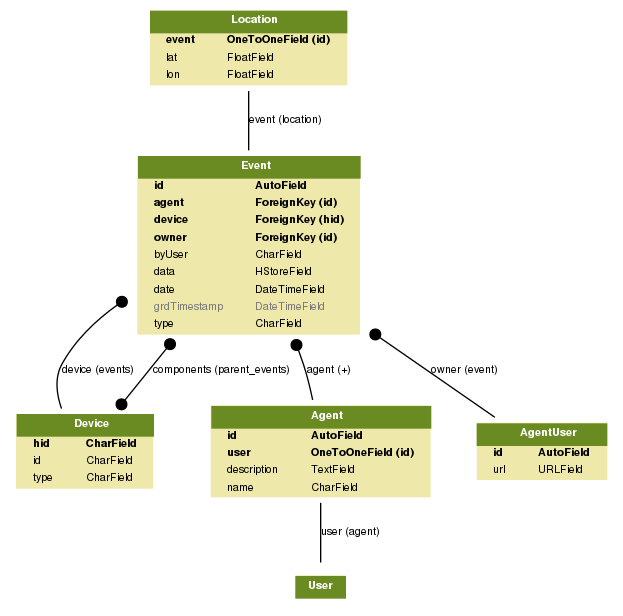 Location
event OneToOneField (id)
lat FloatField
lon FloatField
event (location)
Event
id AutoField
agent ForeignKey (id)
device ForeignKey (hid)
owner ForeignKey (id)
byUser CharField
data HStoreField
date DateTimeField
grdTimestamp DateTimeField
type CharField
device (events) components (parent_events) agent (+) owner (event)
Device
hid CharField
id CharField
type CharField
Agent
id AutoField
user OneToOneField (id)
description TextField
name CharField
AgentUser
id AutoField
url URLField
user (agent)
User